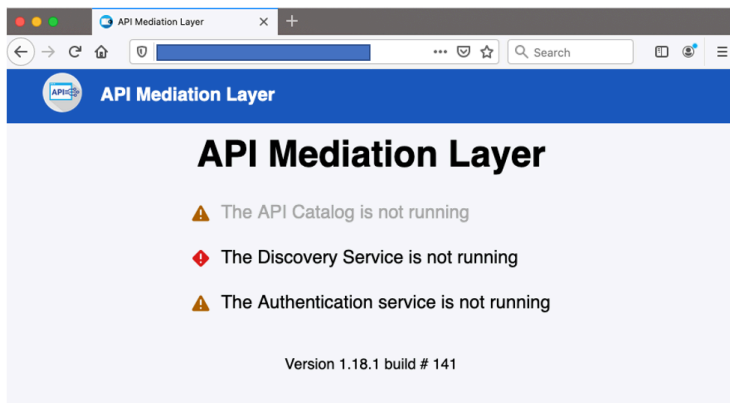 API Mediation Layer
Search
API
API Mediation Layer
API Mediation Layer
The API Catalog is not running
The Discovery Service is not running
The Authentication service is not running
Version 1.18.1 build # 141